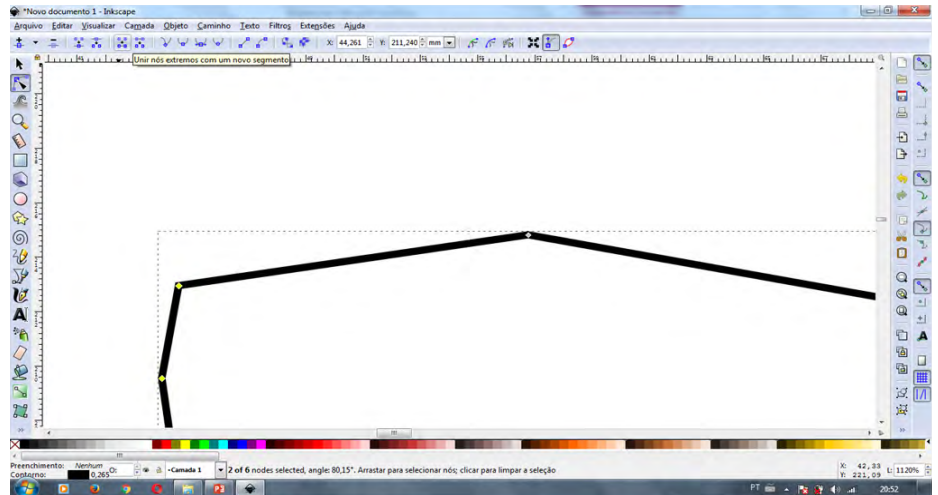 *Novo documento 1 - Inkscape
Arquivo Editar Visualizar Camada Objeto Caminho Texto Filtros Extensões Ajuda
X: 44,261 Y: 211,240 mm
Unir nós extremos com um novo segmento
Preenchimento: Nenhum O:
Contorno: 0,265
•Camada 1
2 of 6 nodes selected, angle: 80,15°. Arrastar para selecionar nós; clicar para limpar a seleção
X: 42,33
Y: 221,09
L: 1120%
PT
20:52